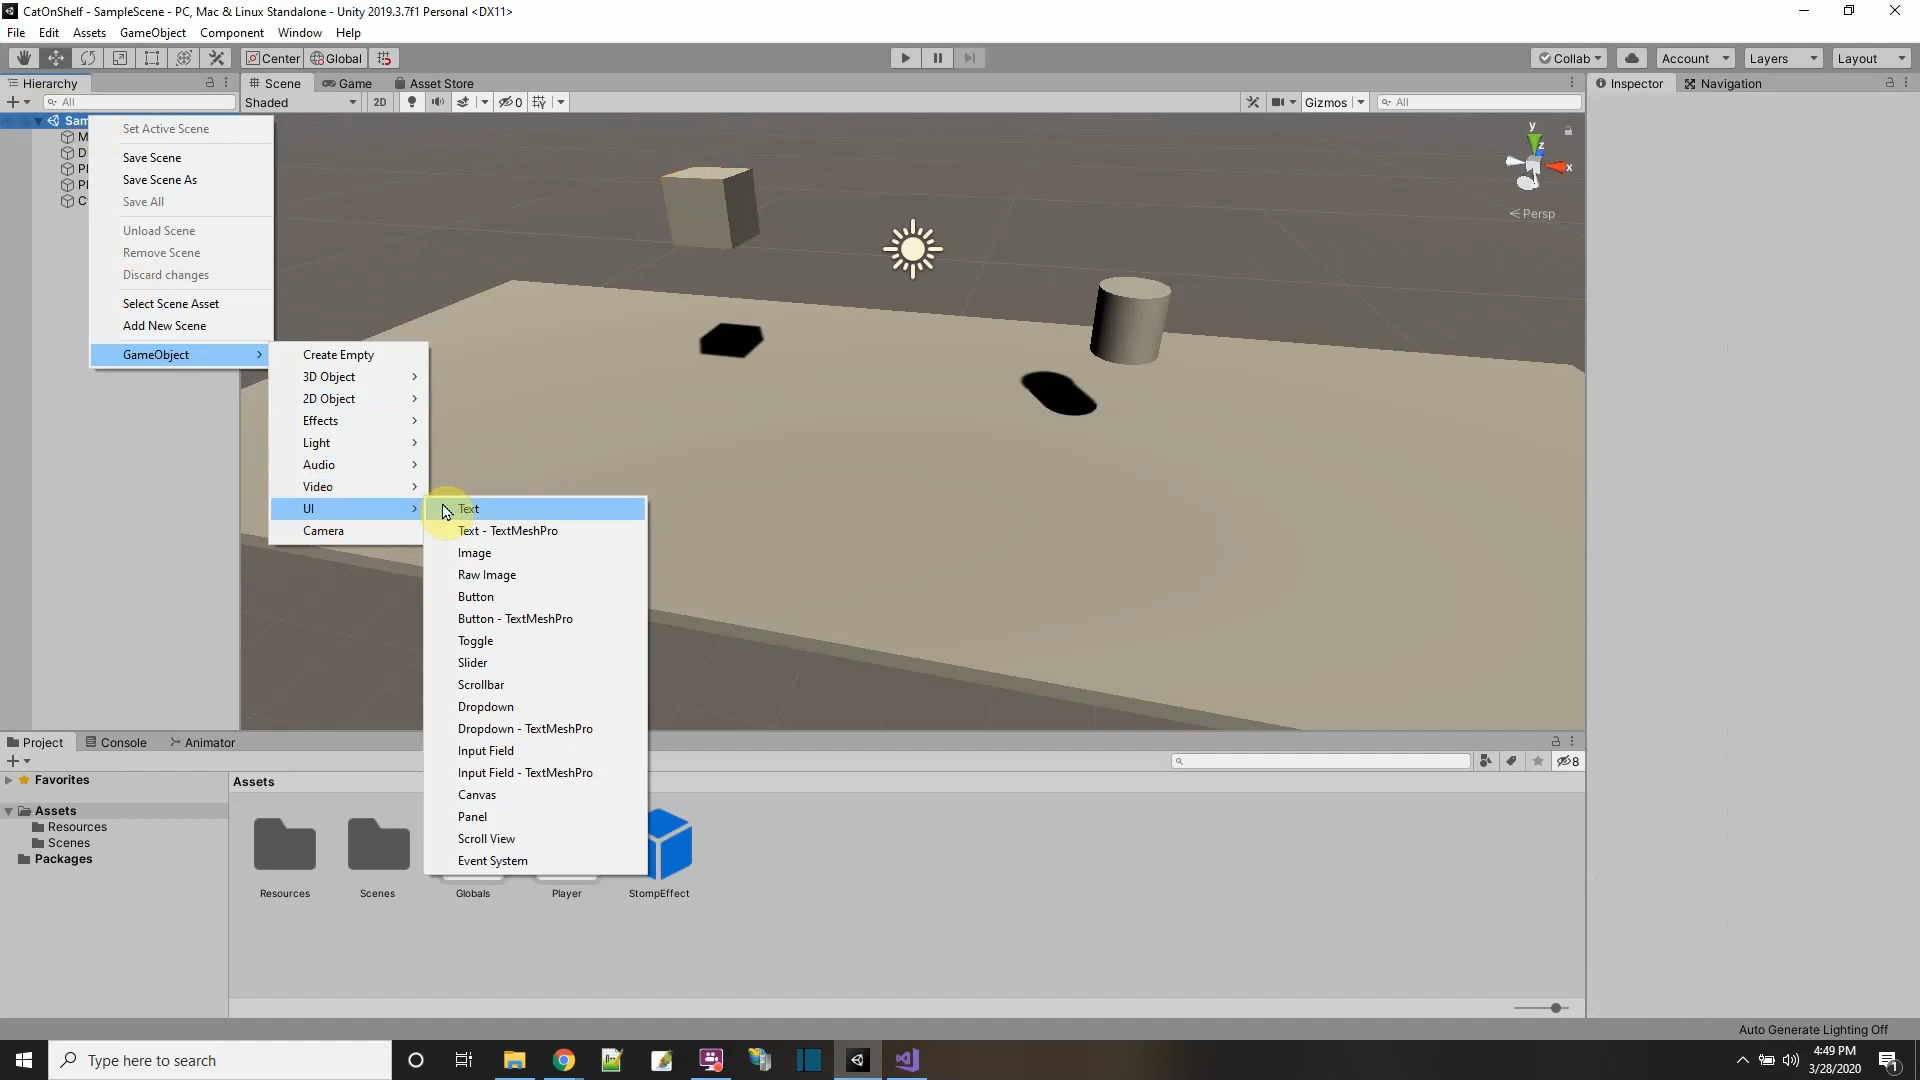 CatOnShelf - SampleScene - PC, Mac & Linux Standalone - Unity 2019.3.7f1 Personal <DX11>
File Edit Assets GameObject Component Window Help
Center Global Collab Account Layers Layout
Hierarchy Scene Game Asset Store Inspector Navigation
All Shaded 2D 0 Gizmos All
Sam
M
D
Pl
Pl
C
Set Active Scene
Save Scene
Save Scene As
Save All
Unload Scene
Remove Scene
Discard changes
Select Scene Asset
Add New Scene
GameObject
Create Empty
3D Object
2D Object
Effects
Light
Audio
Video
UI
Camera
Text
Text - TextMeshPro
Image
Raw Image
Button
Button - TextMeshPro
Toggle
Slider
Scrollbar
Dropdown
Dropdown - TextMeshPro
Input Field
Input Field - TextMeshPro
Canvas
Panel
Scroll View
Event System
y
z
x
Persp
Project Console Animator
8
Favorites
Assets
Resources
Scenes
Packages
Assets
Resources Scenes Globals Player StompEffect
Auto Generate Lighting Off
Type here to search
4:49 PM
3/28/2020
1